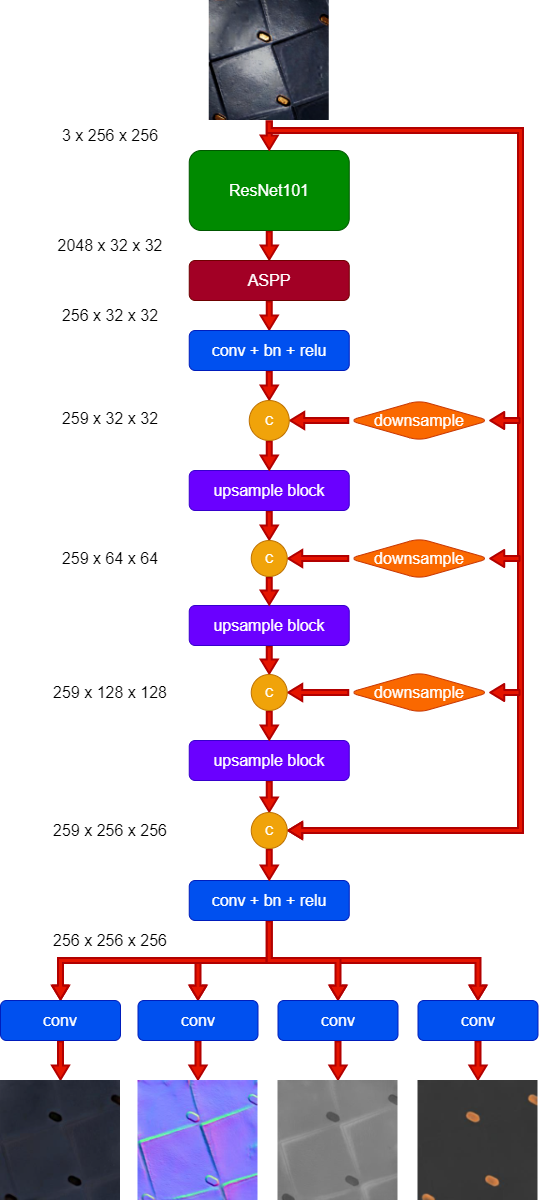 3 x 256 x 256
ResNet101
2048 x 32 x 32
ASPP
256 x 32 x 32
conv + bn + relu
259 x 32 x 32
c
downsample
upsample block
259 x 64 x 64
c
downsample
upsample block
259 x 128 x 128
c
downsample
upsample block
259 x 256 x 256
c
conv + bn + relu
256 x 256 x 256
conv
conv
conv
conv